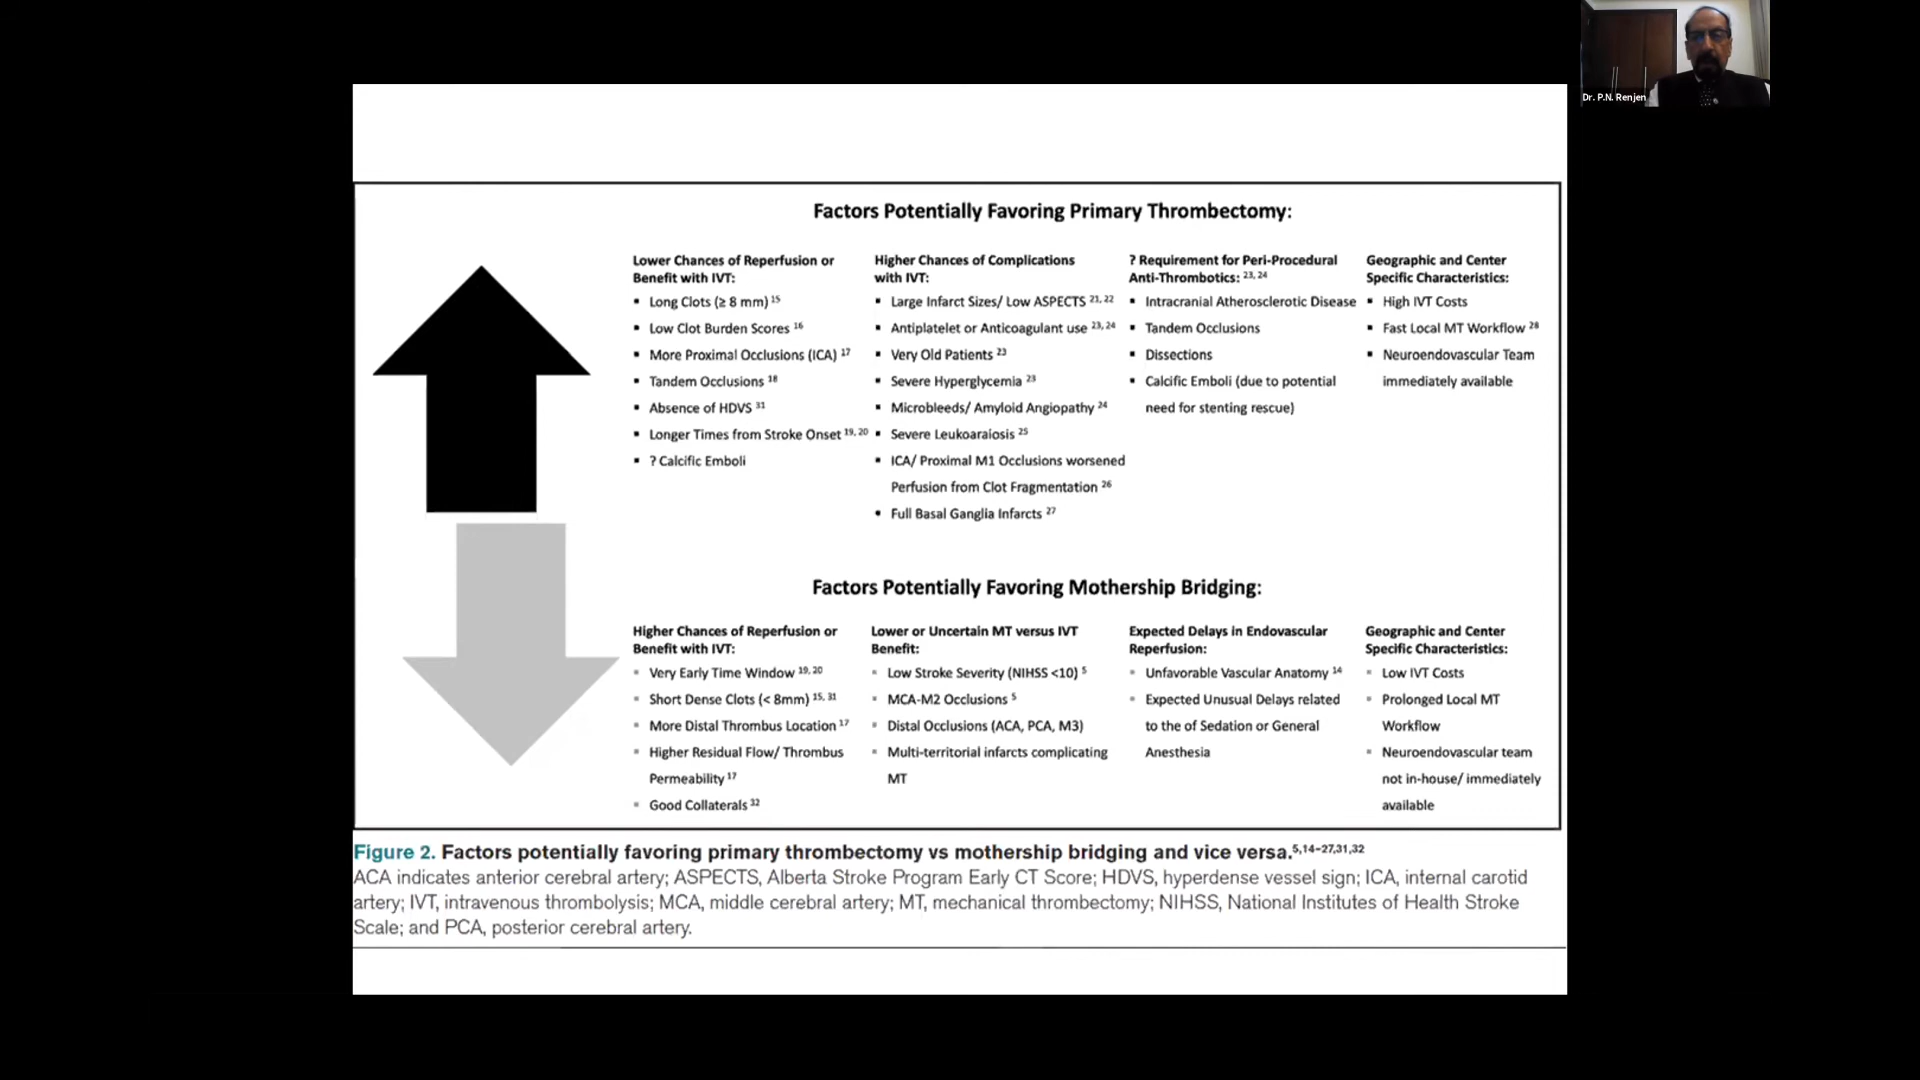 Dr. P.N. Renjen
Factors Potentially Favoring Primary Thrombectomy:
Lower Chances of Reperfusion or
Benefit with IVT:
▪ Long Clots (≥ 8 mm) 15
▪ Low Clot Burden Scores 16
▪ More Proximal Occlusions (ICA) 17
▪ Tandem Occlusions 18
▪ Absence of HDVS 31
▪ Longer Times from Stroke Onset 19, 20
▪ ? Calcific Emboli
Higher Chances of Complications
with IVT:
▪ Large Infarct Sizes/ Low ASPECTS 21, 22
▪ Antiplatelet or Anticoagulant use 23, 24
▪ Very Old Patients 23
▪ Severe Hyperglycemia 23
▪ Microbleeds/ Amyloid Angiopathy 24
▪ Severe Leukoaraiosis 25
▪ ICA/ Proximal M1 Occlusions worsened
Perfusion from Clot Fragmentation 26
• Full Basal Ganglia Infarcts 27
? Requirement for Peri-Procedural
Anti-Thrombotics: 23, 24
▪ Intracranial Atherosclerotic Disease
▪ Tandem Occlusions
▪ Dissections
▪ Calcific Emboli (due to potential
need for stenting rescue)
Geographic and Center
Specific Characteristics:
▪ High IVT Costs
▪ Fast Local MT Workflow 28
▪ Neuroendovascular Team
immediately available
Factors Potentially Favoring Mothership Bridging:
Higher Chances of Reperfusion or
Benefit with IVT:
▪ Very Early Time Window 19, 20
▪ Short Dense Clots (< 8mm) 15, 31
▪ More Distal Thrombus Location 17
▪ Higher Residual Flow/ Thrombus
Permeability 17
▪ Good Collaterals 32
Lower or Uncertain MT versus IVT
Benefit:
▪ Low Stroke Severity (NIHSS <10) 5
▪ MCA-M2 Occlusions 5
▪ Distal Occlusions (ACA, PCA, M3)
▪ Multi-territorial infarcts complicating
MT
Expected Delays in Endovascular
Reperfusion:
▪ Unfavorable Vascular Anatomy 14
▪ Expected Unusual Delays related
to the of Sedation or General
Anesthesia
Geographic and Center
Specific Characteristics:
▪ Low IVT Costs
▪ Prolonged Local MT
Workflow
▪ Neuroendovascular team
not in-house/ immediately
available
Figure 2. Factors potentially favoring primary thrombectomy vs mothership bridging and vice versa.5,14–27,31,32
ACA indicates anterior cerebral artery; ASPECTS, Alberta Stroke Program Early CT Score; HDVS, hyperdense vessel sign; ICA, internal carotid
artery; IVT, intravenous thrombolysis; MCA, middle cerebral artery; MT, mechanical thrombectomy; NIHSS, National Institutes of Health Stroke
Scale; and PCA, posterior cerebral artery.